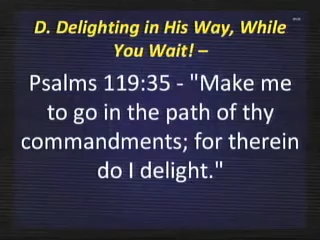 D. Delighting in His Way, While
You Wait! –
Psalms 119:35 - "Make me
to go in the path of thy
commandments; for therein
do I delight."